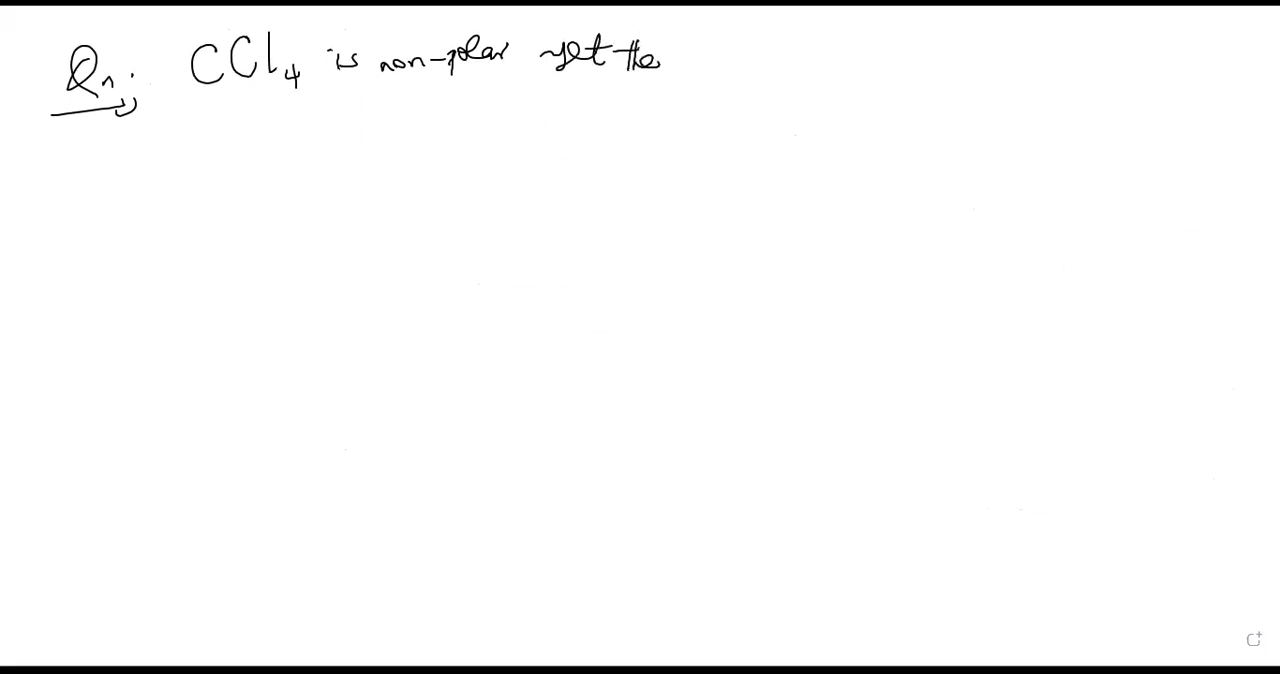 Qn: CCl₄ is non-polar yet the